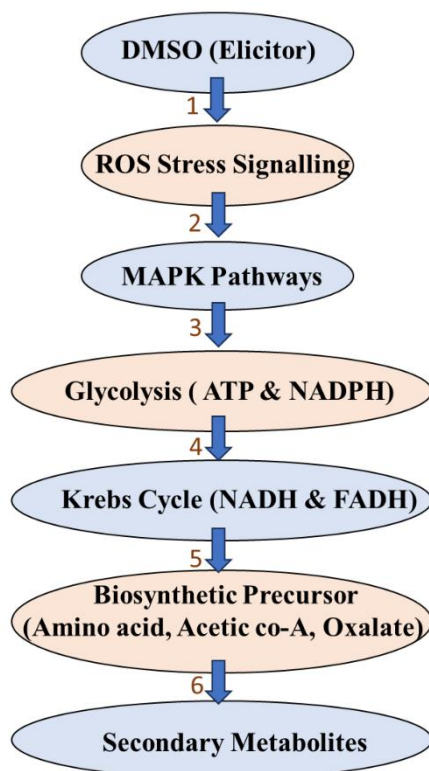 DMSO (Elicitor)
1
ROS Stress Signalling
2
MAPK Pathways
3
Glycolysis ( ATP & NADPH)
4
Krebs Cycle (NADH & FADH)
5
Biosynthetic Precursor
(Amino acid, Acetic co-A, Oxalate)
6
Secondary Metabolites